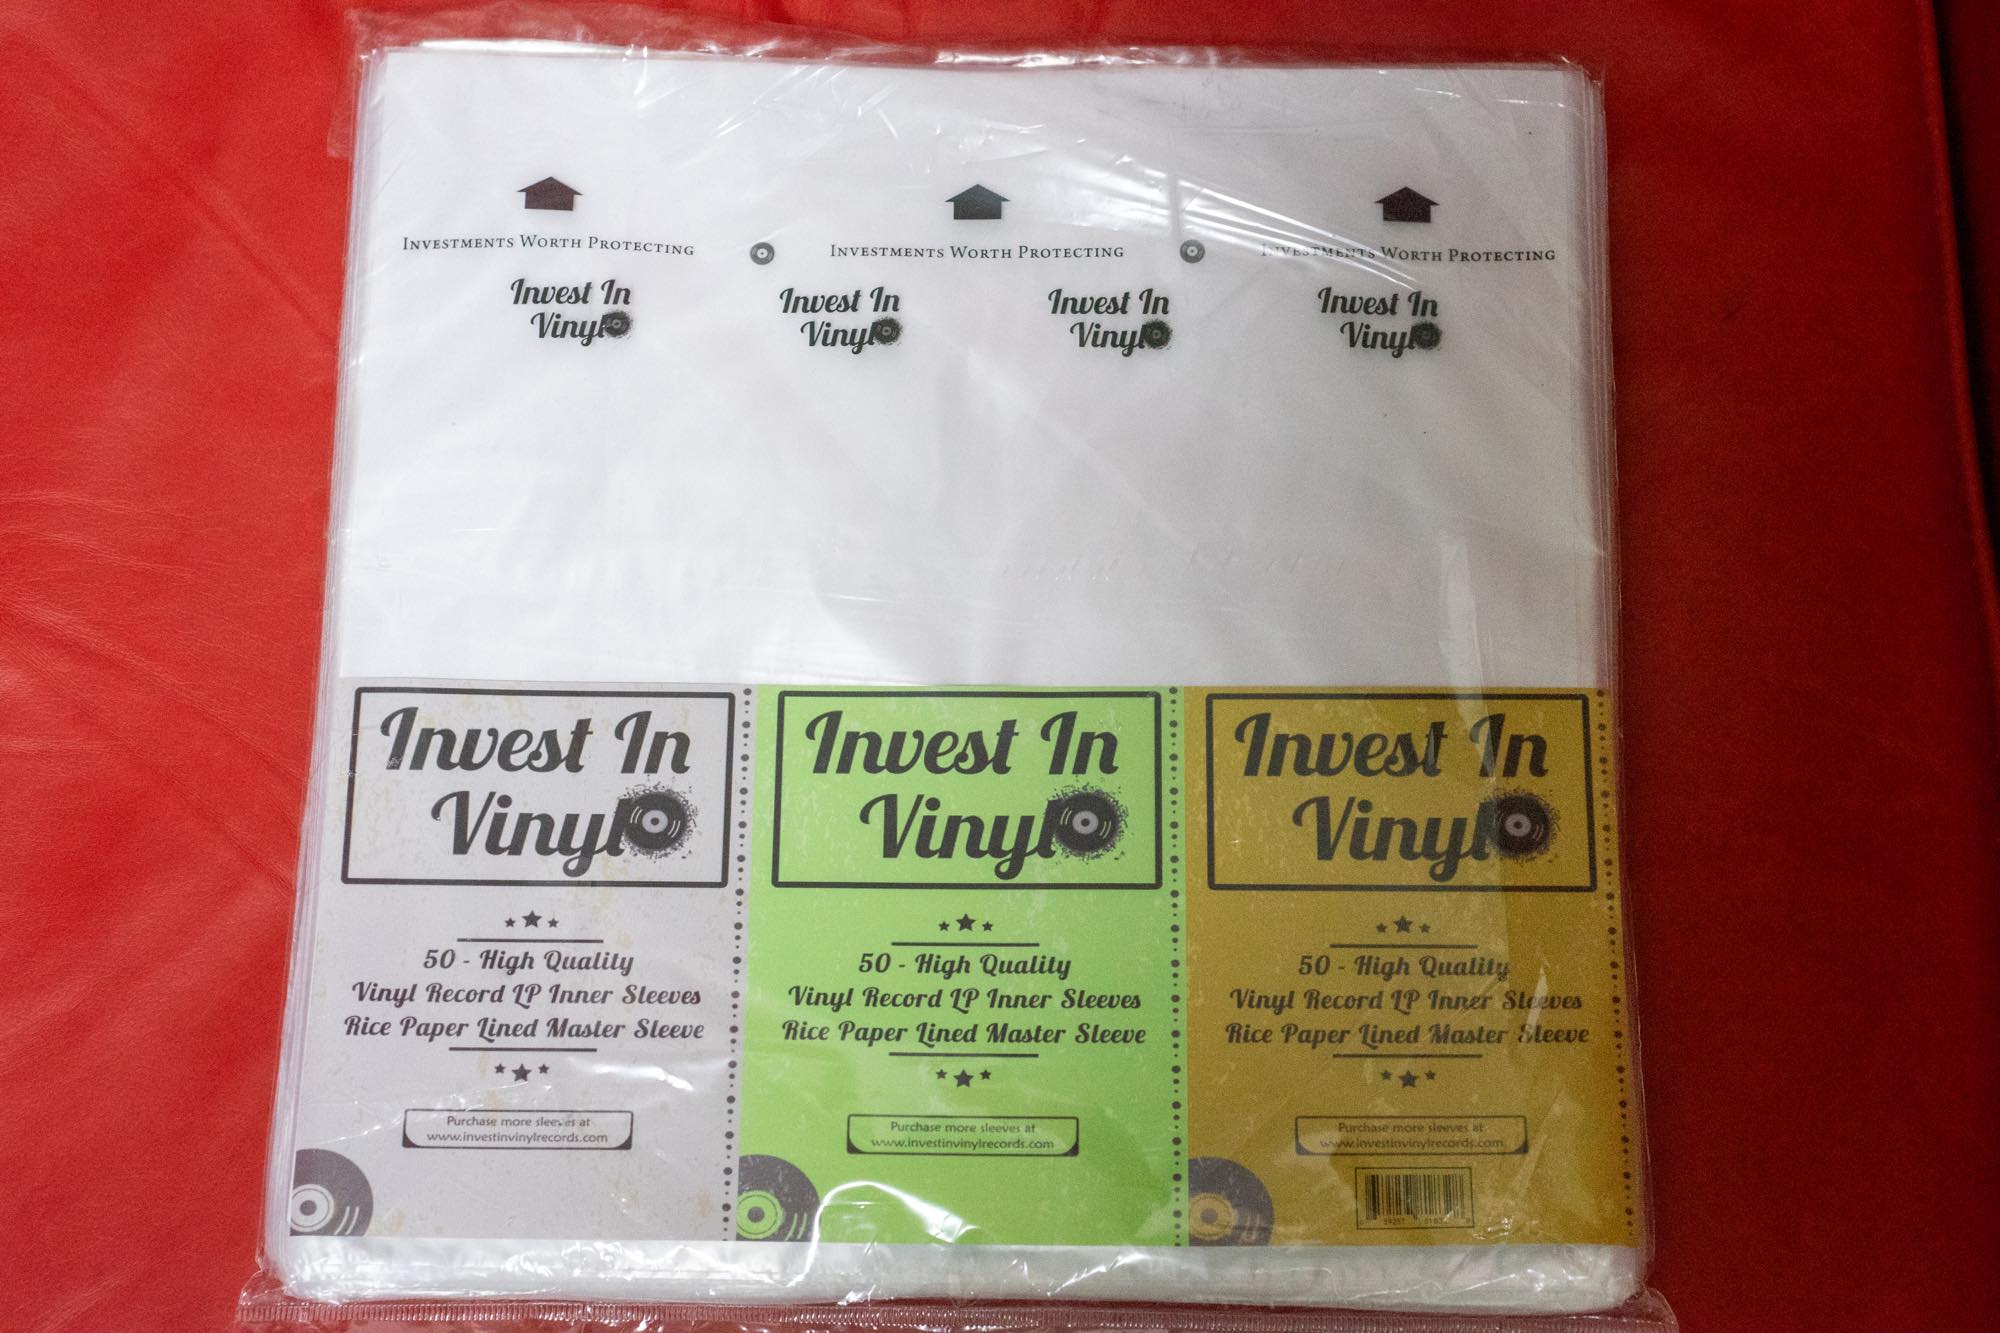 Investments Worth Protecting
Investments Worth Protecting
Investments Worth Protecting
Invest In
Vinyl
Invest In
Vinyl
Invest In
Vinyl
Invest In
Vinyl
Invest In
Vinyl
50 - High Quality
Vinyl Record LP Inner Sleeves
Rice Paper Lined Master Sleeve
Purchase more sleeves at
www.investinvinylrecords.com
Invest In
Vinyl
50 - High Quality
Vinyl Record LP Inner Sleeves
Rice Paper Lined Master Sleeve
Purchase more sleeves at
www.investinvinylrecords.com
Invest In
Vinyl
50 - High Quality
Vinyl Record LP Inner Sleeves
Rice Paper Lined Master Sleeve
Purchase more sleeves at
www.investinvinylrecords.com